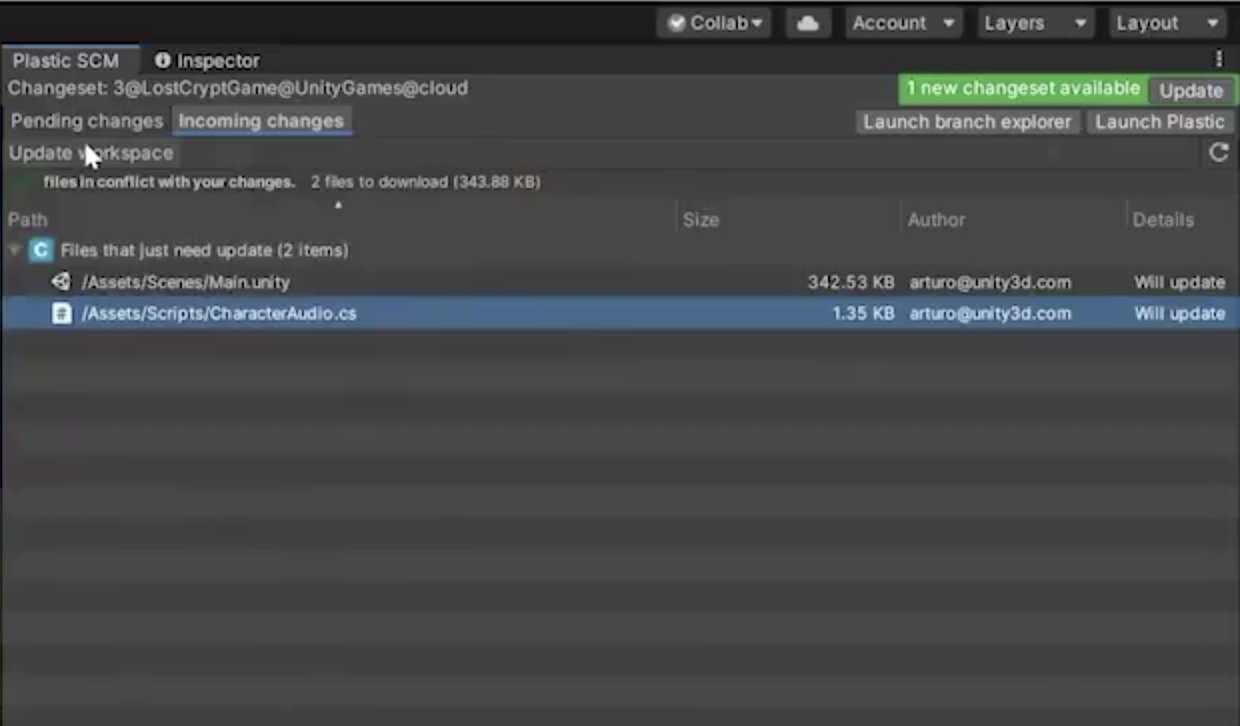 Collab Account Layers Layout
Plastic SCM Inspector
Changeset: 3@LostCryptGame@UnityGames@cloud 1 new changeset available Update
Pending changes Incoming changes Launch branch explorer Launch Plastic
Update workspace
files in conflict with your changes. 2 files to download (343.88 KB)
Path Size Author Details
C Files that just need update (2 items)
/Assets/Scenes/Main.unity 342.53 KB arturo@unity3d.com Will update
# /Assets/Scripts/CharacterAudio.cs 1.35 KB arturo@unity3d.com Will update